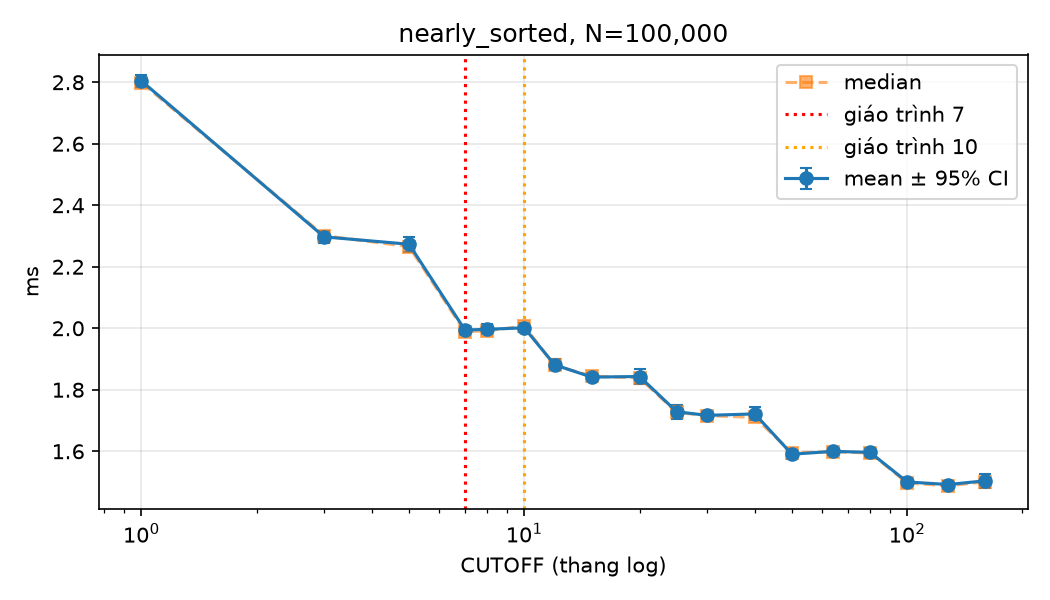 nearly_sorted, N=100,000
median
giáo trình 7
giáo trình 10
mean ± 95% CI
ms
2.8
2.6
2.4
2.2
2.0
1.8
1.6
10⁰
10¹
10²
CUTOFF (thang log)